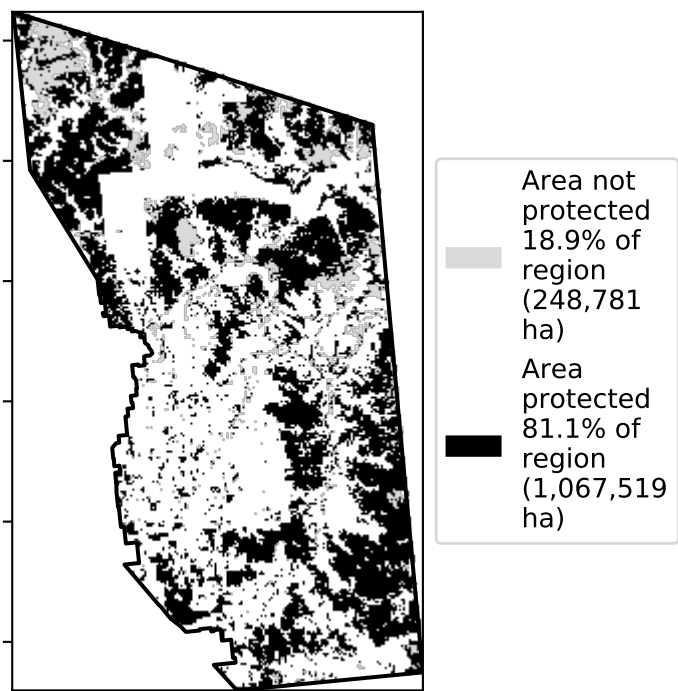 Area not
protected
18.9% of
region
(248,781
ha)
Area
protected
81.1% of
region
(1,067,519
ha)